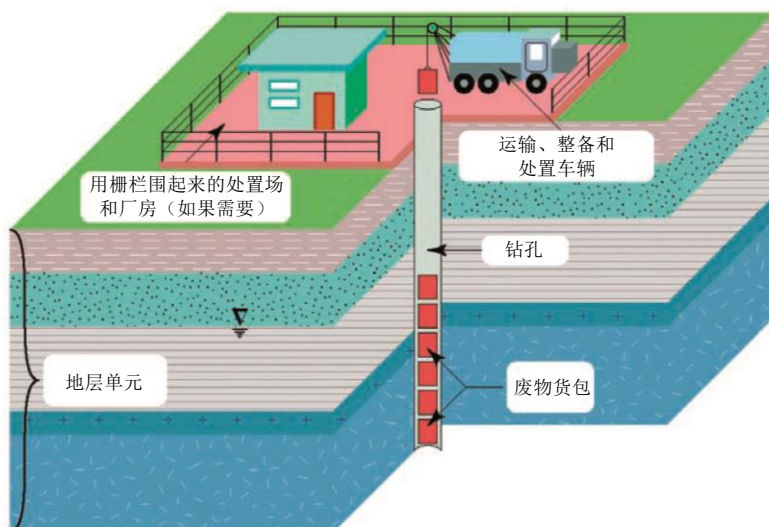 运输、整备和
处置车辆
用栅栏围起来的处置场
和厂房（如果需要）
钻孔
地层单元
废物货包